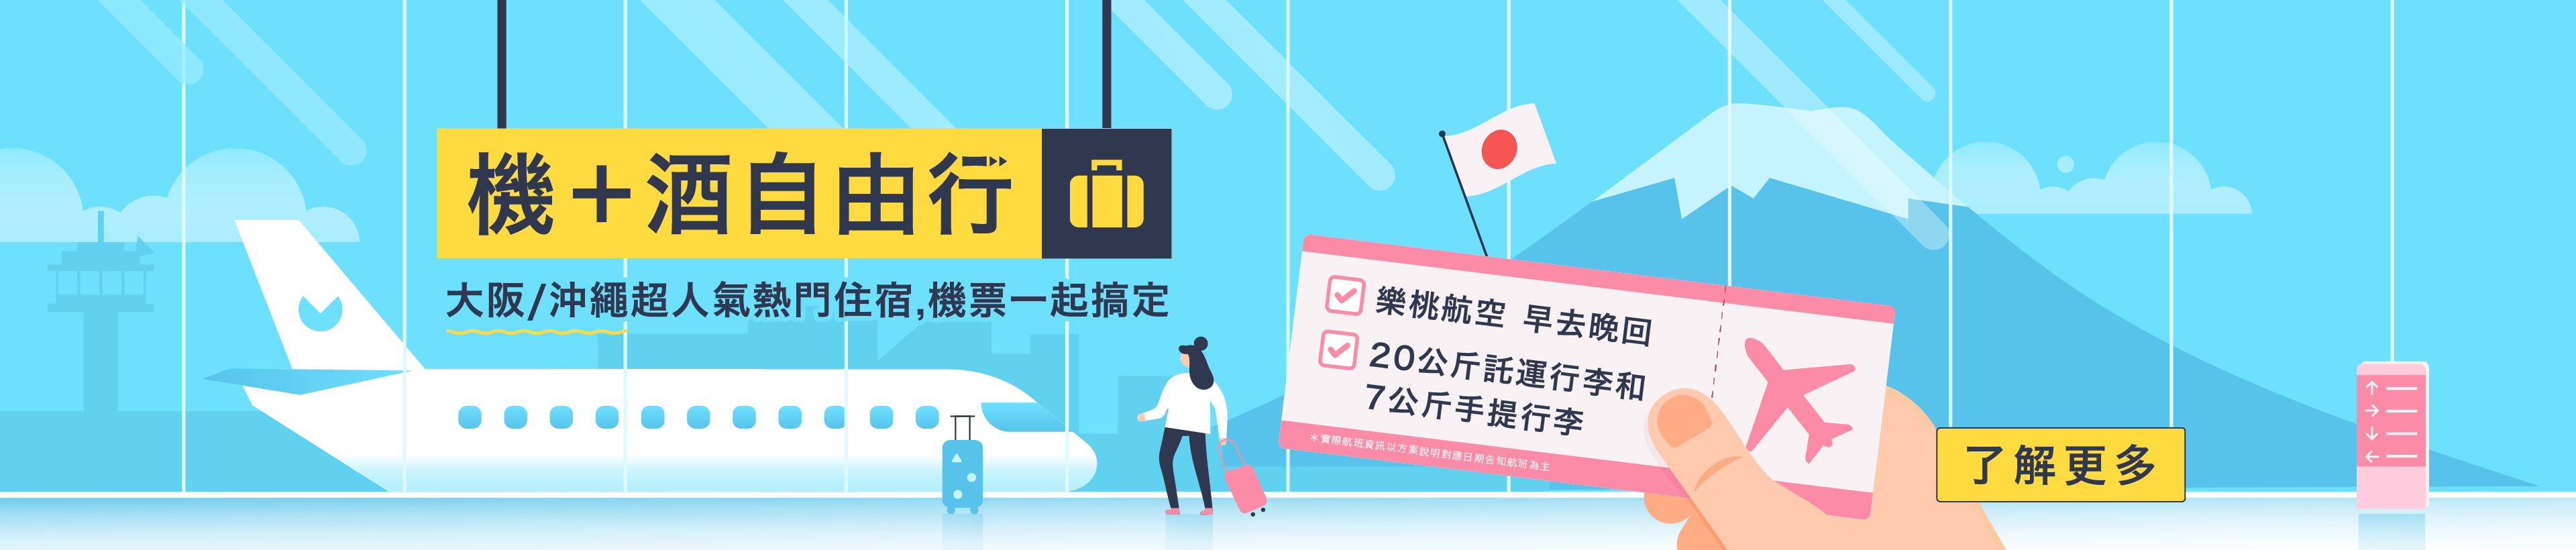 機+酒自由行
大阪/沖繩超人氣熱門住宿,機票一起搞定
樂桃航空 早去晚回
20公斤託運行李和
7公斤手提行李
*實際航班資訊以方案說明對應日期告知航班為主
了解更多